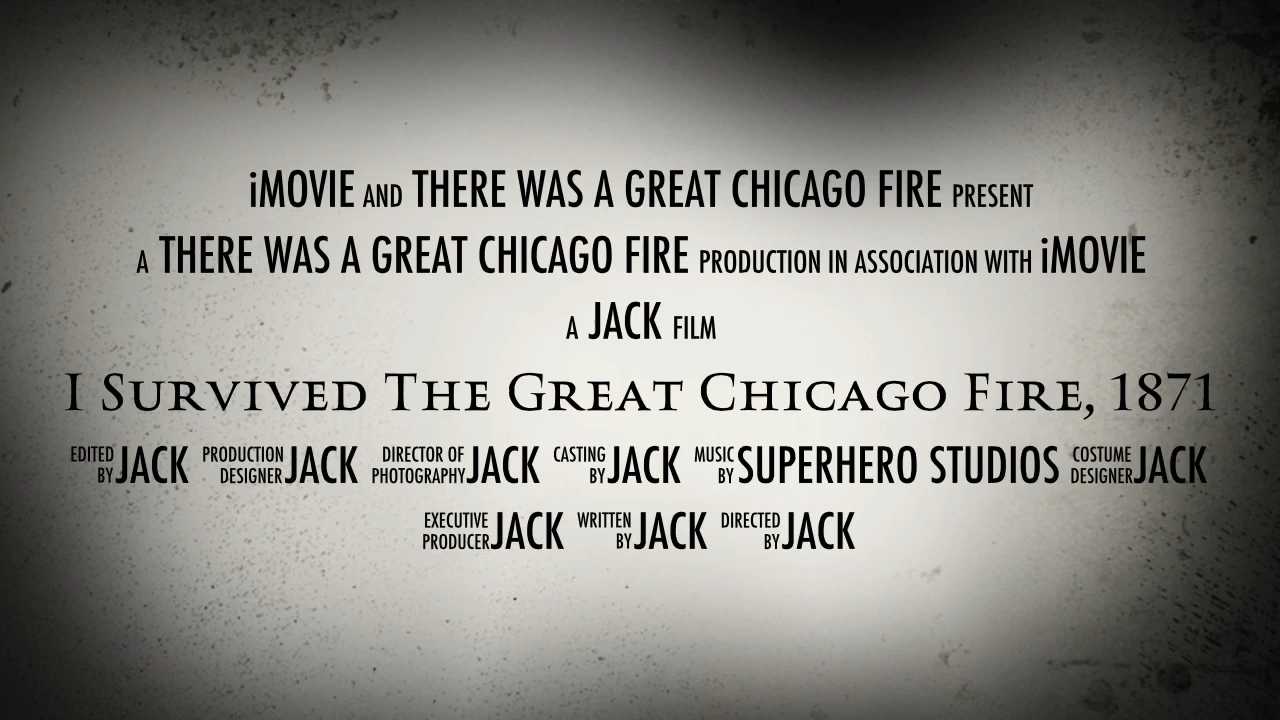 iMOVIE AND THERE WAS A GREAT CHICAGO FIRE PRESENT
A THERE WAS A GREAT CHICAGO FIRE PRODUCTION IN ASSOCIATION WITH iMOVIE
A JACK FILM
I SURVIVED THE GREAT CHICAGO FIRE, 1871
EDITED BY JACK PRODUCTION DESIGNER JACK DIRECTOR OF PHOTOGRAPHY JACK CASTING BY JACK MUSIC BY SUPERHERO STUDIOS COSTUME DESIGNER JACK
EXECUTIVE PRODUCER JACK WRITTEN BY JACK DIRECTED BY JACK